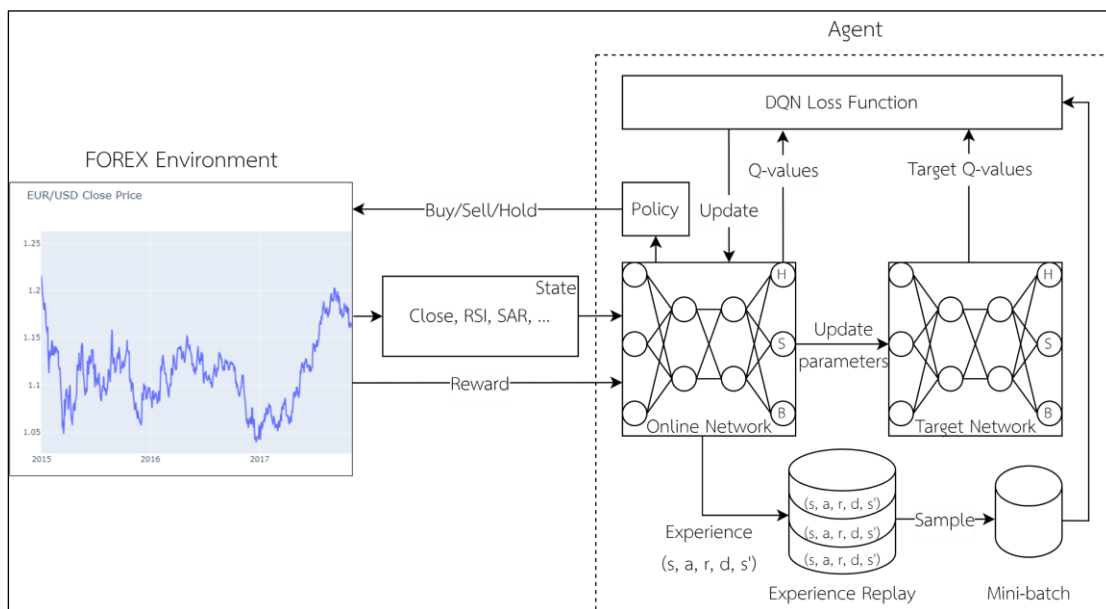 Agent
DQN Loss Function
FOREX Environment
EUR/USD Close Price
1.25
1.2
1.15
1.1
1.05
2015
2016
2017
Buy/Sell/Hold
Policy
Update
Q-values
Target Q-values
State
Close, RSI, SAR, ...
Reward
H
S
B
Online Network
Update
parameters
H
S
B
Target Network
Experience
(s, a, r, d, s')
(s, a, r, d, s')
(s, a, r, d, s')
(s, a, r, d, s')
Experience Replay
Sample
Mini-batch